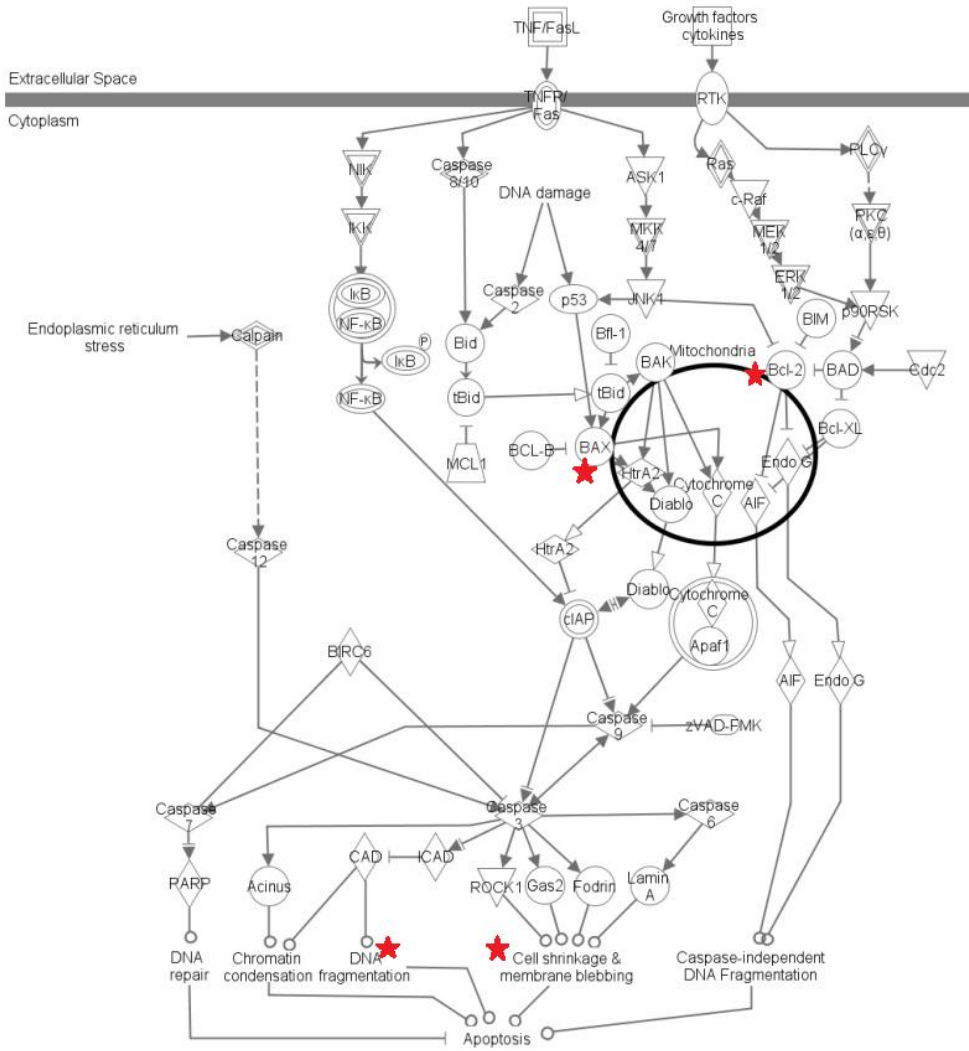 TNF/FasL
Growth factors
cytokines
Extracellular Space
TNFR/
Fas
RTK
Cytoplasm
NIK
Caspase
8/10
ASK1
Ras
PLCγ
DNA damage
c-Raf
IKK
MKK
4/7
MEK
1/2
PKC
(α,ε,θ)
ERK
1/2
IκB
NF-κB
Caspase
2
p53
JNK1
p90RSK
BIM
Endoplasmic reticulum
stress
Calpain
P
IκB
Bid
Bfl-1
BAK
Mitochondria
Bcl-2
BAD
Cdc2
NF-κB
tBid
tBid
Bcl-XL
MCL1
BCL-B
BAX
HtrA2
Cytochrome
C
Endo G
Diablo
AIF
Caspase
12
HtrA2
Diablo
Cytochrome
C
cIAP
Apaf1
BIRC6
AIF
Endo G
Caspase
9
zVAD-FMK
Caspase
7
Caspase
3
Caspase
6
CAD
ICAD
PARP
Acinus
ROCK1
Gas2
Fodrin
Lamin
A
DNA
repair
Chromatin
condensation
DNA
fragmentation
Cell shrinkage &
membrane blebbing
Caspase-independent
DNA Fragmentation
Apoptosis